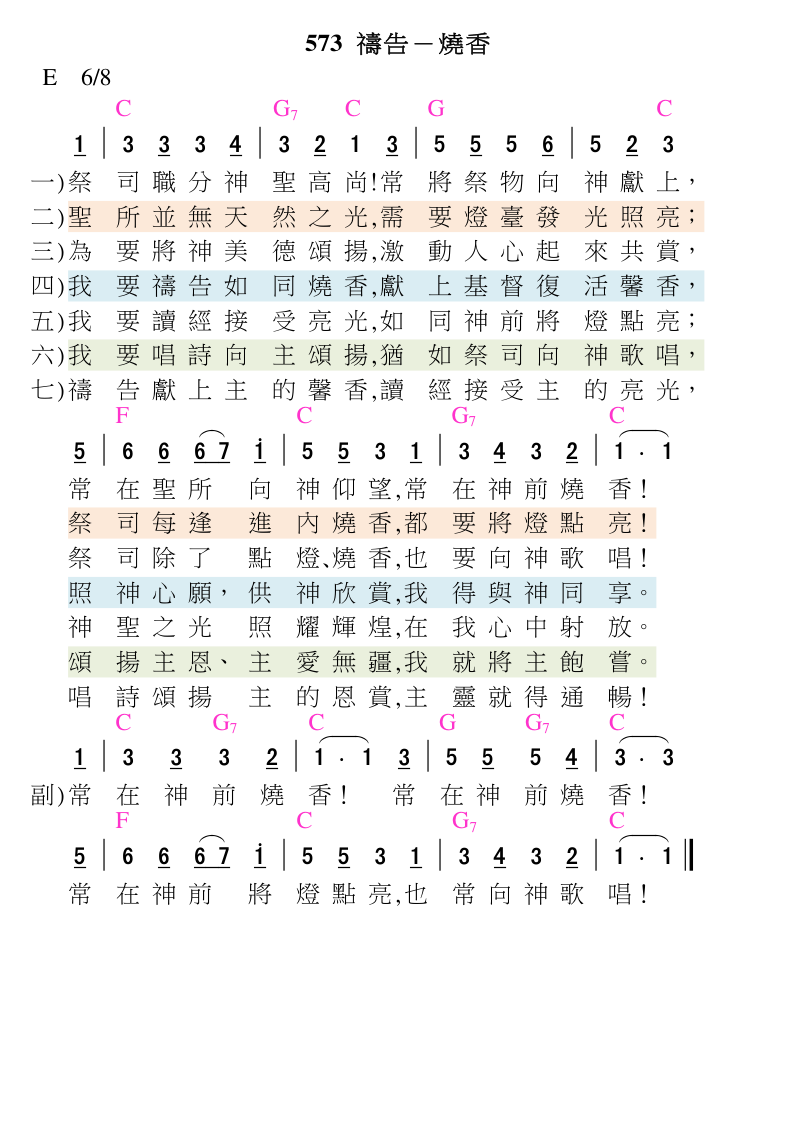 573 禱告－燒香
E 6/8
C G7 C G C
1 | 3 3 3 4 | 3 2 1 3 | 5 5 5 6 | 5 2 3
一)祭 司職分神 聖高尚!常 將祭物向 神獻上，
二)聖 所並無天 然之光,需 要燈臺發 光照亮；
三)為 要將神美 德頌揚,激 動人心起 來共賞，
四)我 要禱告如 同燒香,獻 上基督復 活馨香，
五)我 要讀經接 受亮光,如 同神前將 燈點亮；
六)我 要唱詩向 主頌揚,猶 如祭司向 神歌唱，
七)禱 告獻上主 的馨香,讀 經接受主 的亮光，
F C G7 C
5 | 6 6 6 7 i | 5 5 3 1 | 3 4 3 2 | 1 · 1
常 在聖所 向 神仰望,常 在神前燒 香!
祭 司每逢 進 內燒香,都 要將燈點 亮!
祭 司除了 點 燈、燒香,也 要向神歌 唱!
照 神心願，供 神欣賞,我 得與神同 享。
神 聖之光 照 耀輝煌,在 我心中射 放。
頌 揚主恩、主 愛無疆,我 就將主飽 嘗。
唱 詩頌揚 主 的恩賞,主 靈就得通 暢!
C G7 C G G7 C
1 | 3 3 3 2 | 1 · 1 3 | 5 5 5 4 | 3 · 3
副)常 在 神 前 燒 香! 常 在神 前燒 香!
F C G7 C
5 | 6 6 6 7 i | 5 5 3 1 | 3 4 3 2 | 1 · 1 ‖
常 在神前 將 燈點亮,也 常向神歌 唱!